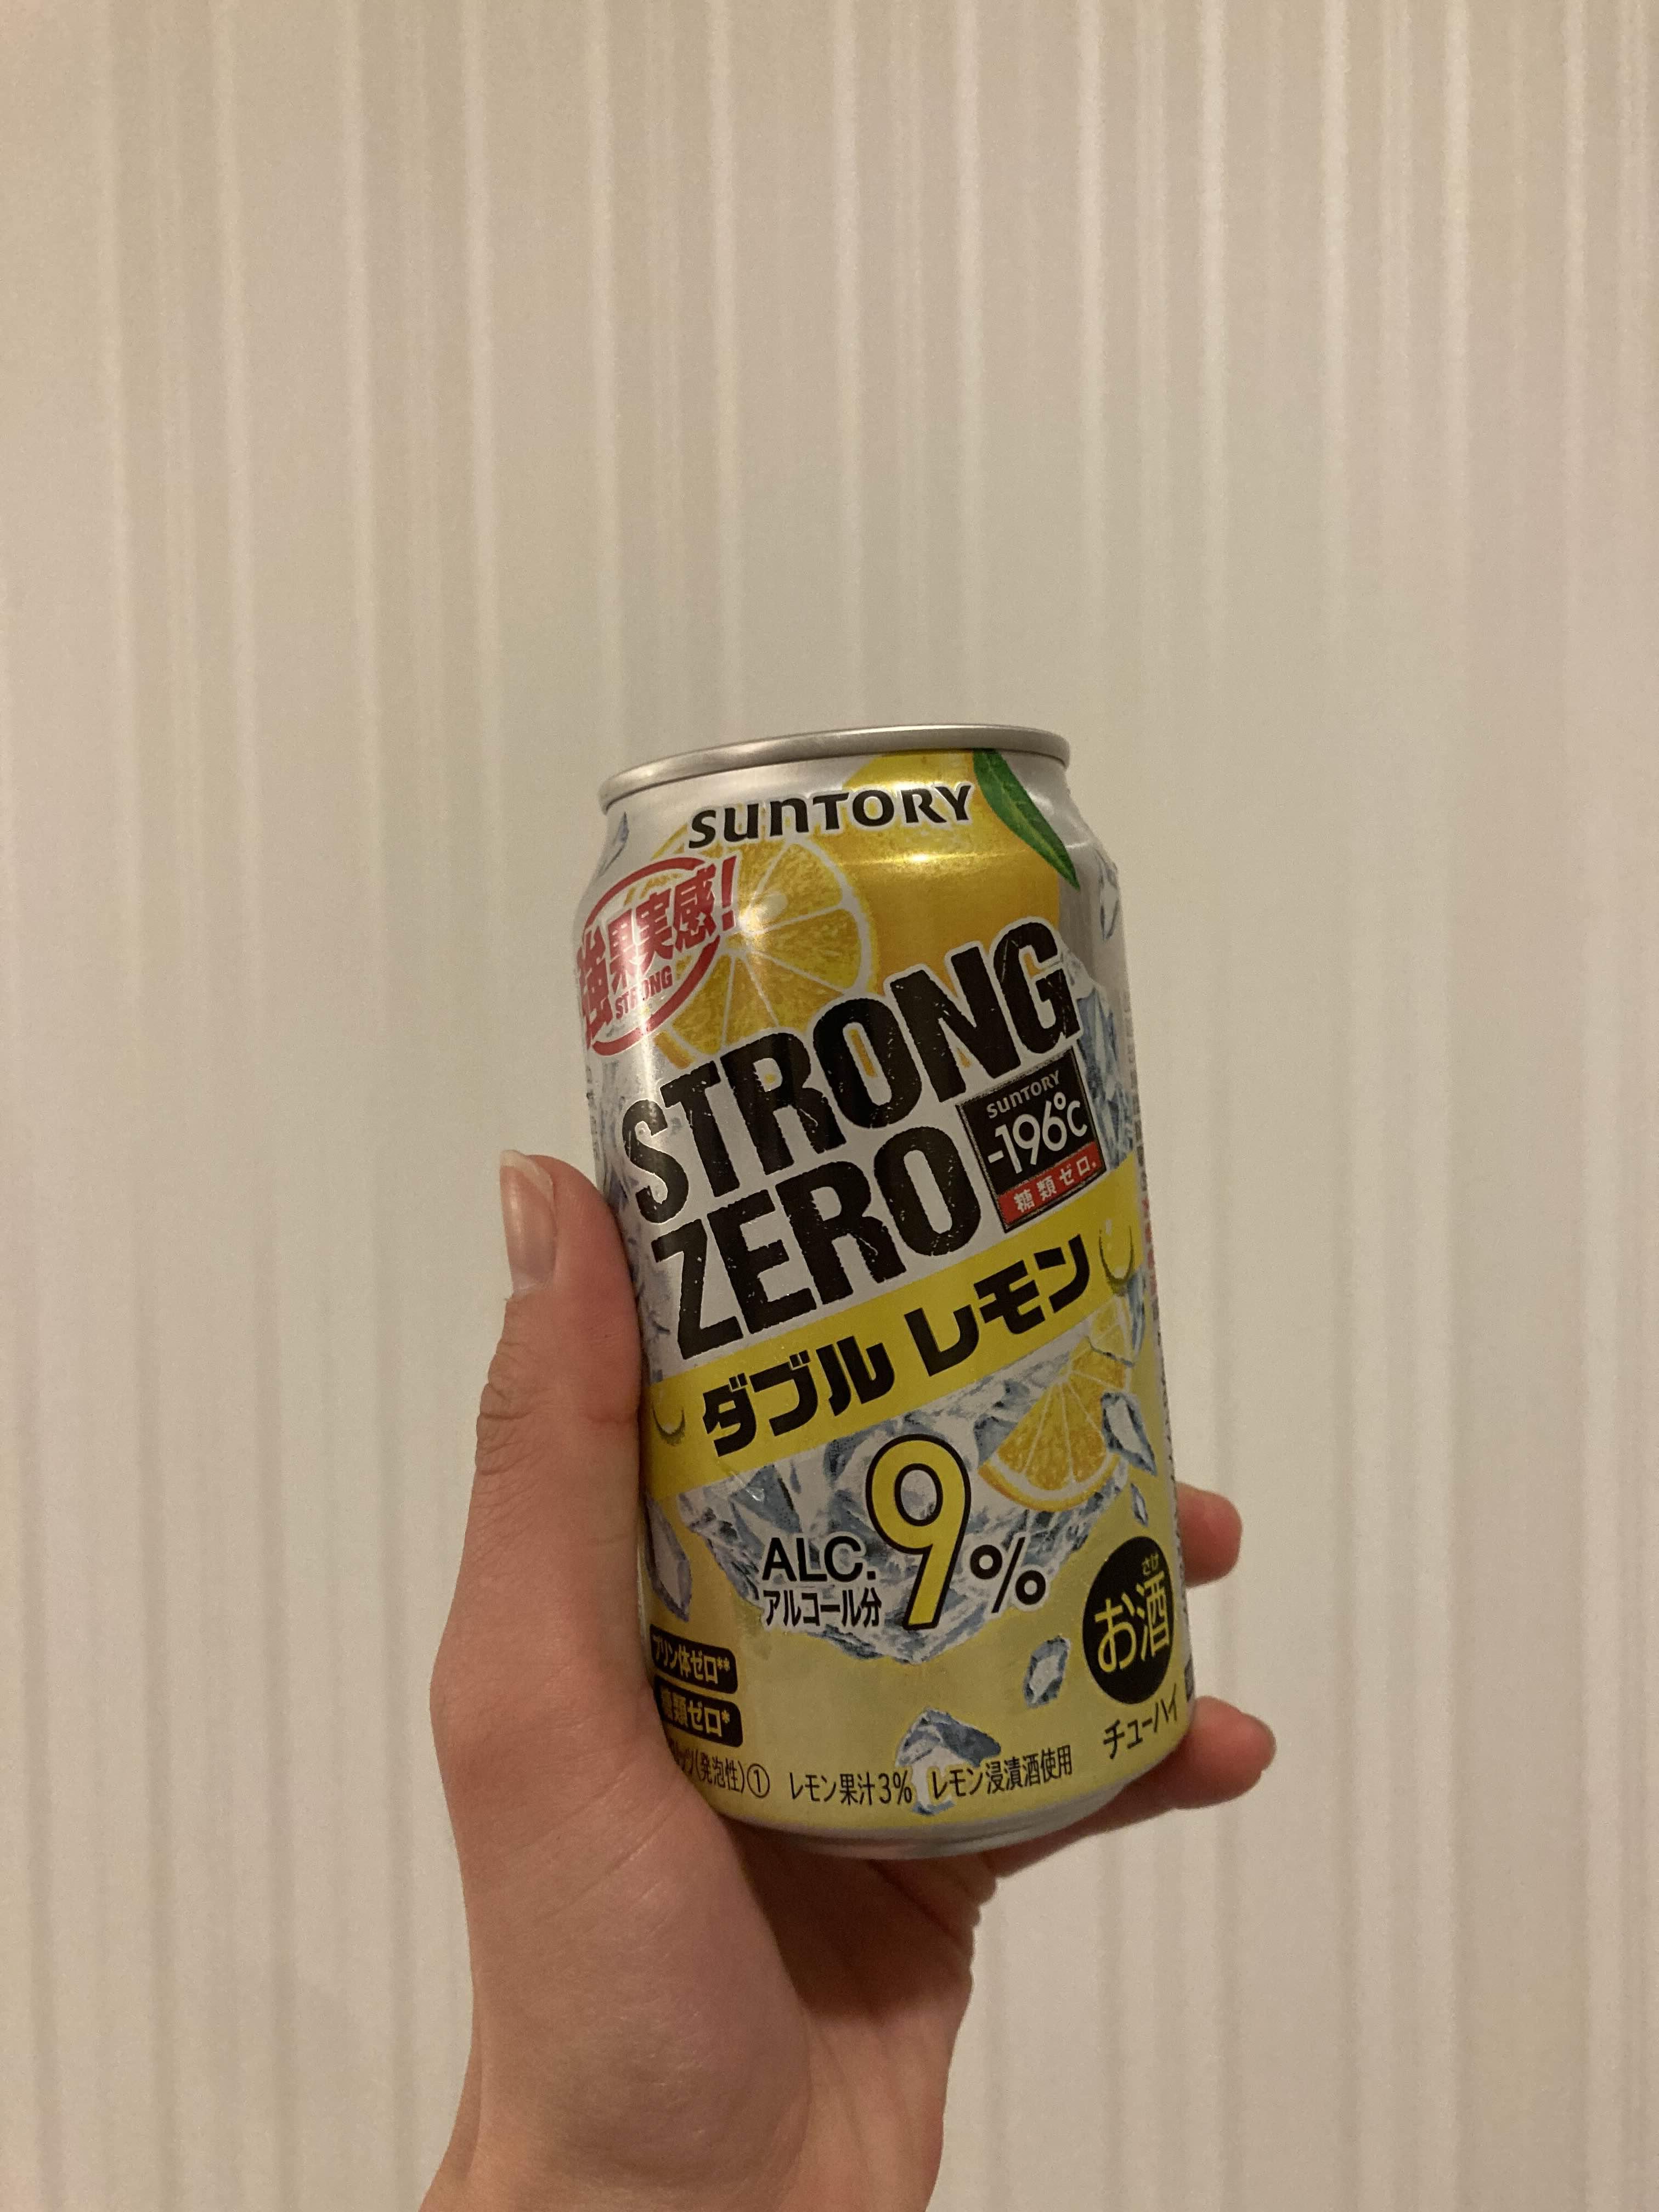 SUNTORY
強果実感!
STRONG
STRONG
ZERO
SUNTORY
-196℃
糖類ゼロ.
ダブルレモン
ALC.
アルコール分
9%
さけ
お酒
プリン体ゼロ**
糖類ゼロ*
チューハイ
(発泡性)①
レモン果汁3%
レモン浸漬酒使用